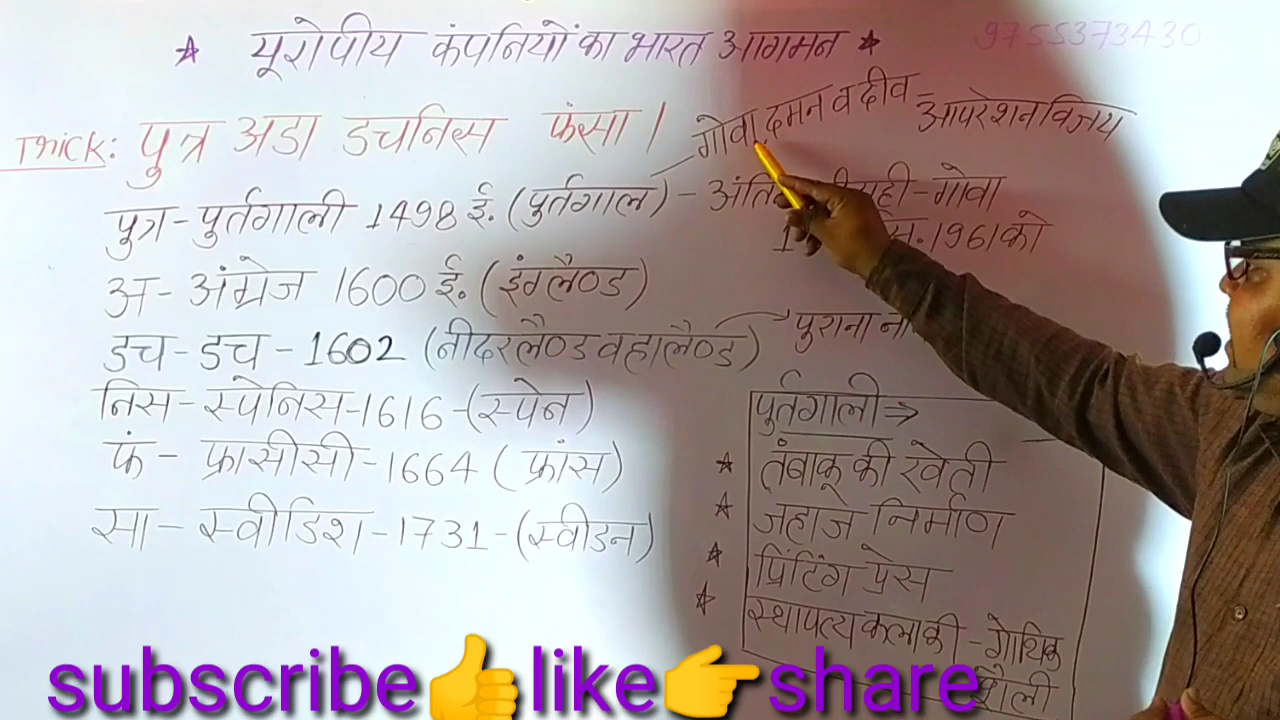 ★ यूरोपीय कंपनियों का भारत आगमन ★
9755373430
Trick: पुत्र अडा डचनिस फंसा।
गोवा, दमन व दीव = आपरेशन विजय
पुत्र - पुर्तगाली 1498 ई. (पुर्तगाल) -
गोवा
1961 को
अ - अंग्रेज 1600 ई. (इंग्लैण्ड)
डच - डच - 1602 (नीदरलैण्ड व हालैण्ड) → पुराना
निस - स्पेनिस - 1616 - (स्पेन)
फं - फ्रासीसी - 1664 ( फ्रांस)
सा - स्वीडिश - 1731 - (स्वीडन)
पुर्तगाली ⇒
★ तंबाकू की खेती
★ जहाज निर्माण
★ प्रिंटिंग प्रेस
★ स्थापत्य कला की - गोथिक
शैली
subscribe👍like👉share